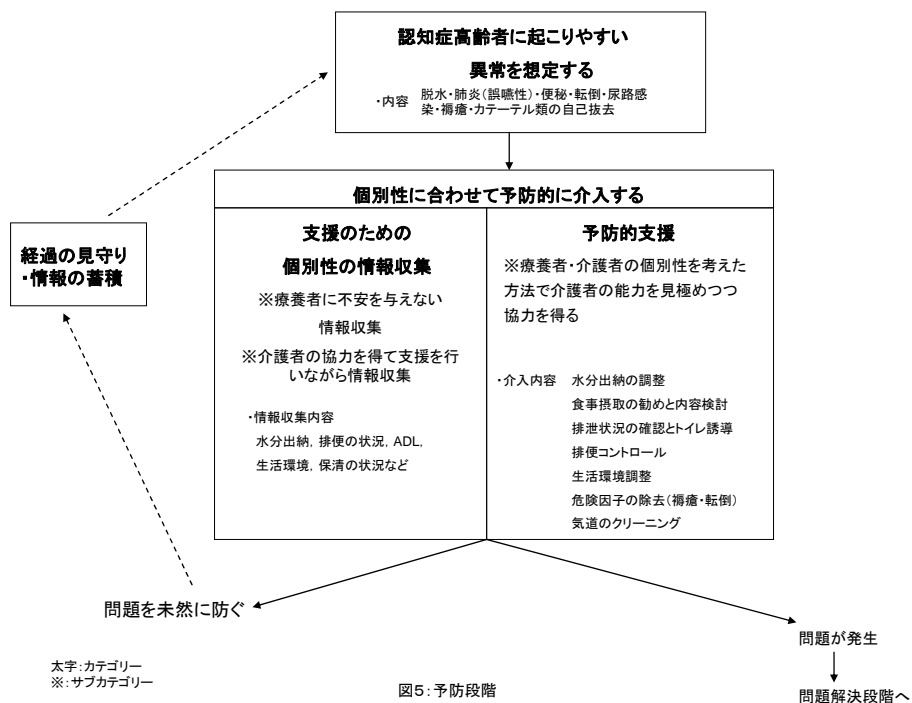 認知症高齢者に起こりやすい
異常を想定する
・内容 脱水・肺炎(誤嚥性)・便秘・転倒・尿路感
染・褥瘡・カテーテル類の自己抜去
個別性に合わせて予防的に介入する
支援のための
個別性の情報収集
※療養者に不安を与えない
情報収集
※介護者の協力を得て支援を行
いながら情報収集
・情報収集内容
水分出納, 排便の状況, ADL,
生活環境, 保清の状況など
予防的支援
※療養者・介護者の個別性を考えた
方法で介護者の能力を見極めつつ
協力を得る
・介入内容 水分出納の調整
食事摂取の勧めと内容検討
排泄状況の確認とトイレ誘導
排便コントロール
生活環境調整
危険因子の除去(褥瘡・転倒)
気道のクリーニング
経過の見守り
・情報の蓄積
問題を未然に防ぐ
問題が発生
問題解決段階へ
太字:カテゴリー
※:サブカテゴリー
図5:予防段階